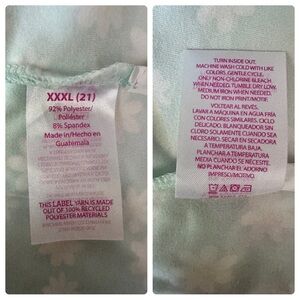 XXXL (21)
92% Polyester/
Poliéster
8% Spandex
Made in/Hecho en
Guatemala
THIS LABEL YARN IS MADE
OUT OF 100% RECYCLED
POLYESTER MATERIALS
TURN INSIDE OUT.
MACHINE WASH COLD WITH LIKE
COLORS, GENTLE CYCLE.
ONLY NON-CHLORINE BLEACH
WHEN NEEDED. TUMBLE DRY LOW.
MEDIUM IRON WHEN NEEDED.
DO NOT IRON PRINT/MOTIF.
VOLTEAR AL REVÉS.
LAVAR A MÁQUINA EN AGUA FRÍA
CON COLORES SIMILARES, CICLO
DELICADO. BLANQUEADOR SIN
CLORO SOLAMENTE CUANDO SEA
NECESARIO. SECAR EN SECADORA
A TEMPERATURA BAJA.
PLANCHAR A TEMPERATURA
MEDIA CUANDO SE NECESITE.
NO PLANCHAR EL ADORNO
IMPRESO/MOTIVO.